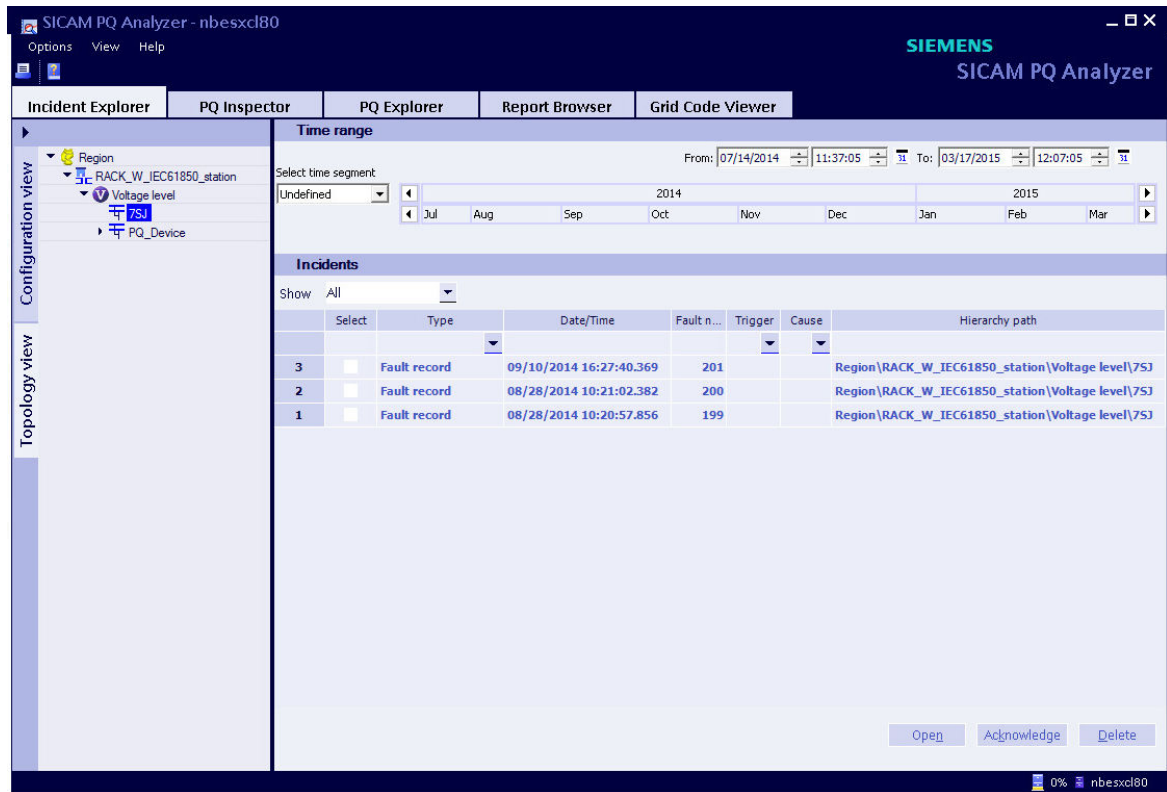 SICAM PQ Analyzer - nbesxcl80
Options View Help
SIEMENS
SICAM PQ Analyzer
Incident Explorer PQ Inspector PQ Explorer Report Browser Grid Code Viewer
Configuration view
Topology view
Region
RACK_W_IEC61850_station
V Voltage level
7SJ
PQ_Device
Time range
From: 07/14/2014 11:37:05 31 To: 03/17/2015 12:07:05 31
Select time segment
Undefined
2014 2015
Jul Aug Sep Oct Nov Dec Jan Feb Mar
Incidents
Show All
Select Type Date/Time Fault n... Trigger Cause Hierarchy path
3 Fault record 09/10/2014 16:27:40.369 201 Region\RACK_W_IEC61850_station\Voltage level\7SJ
2 Fault record 08/28/2014 10:21:02.382 200 Region\RACK_W_IEC61850_station\Voltage level\7SJ
1 Fault record 08/28/2014 10:20:57.856 199 Region\RACK_W_IEC61850_station\Voltage level\7SJ
Open Acknowledge Delete
0% nbesxcl80